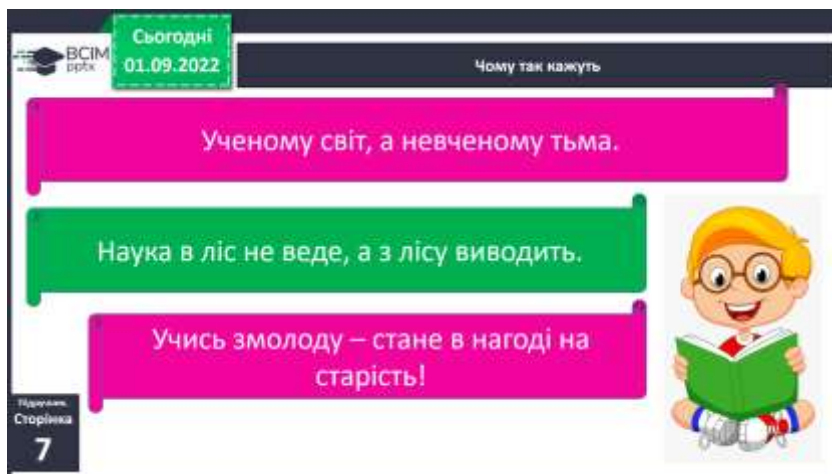 Сьогодні
01.09.2022
ВСІМ
pptx
Чому так кажуть
Ученому світ, а невченому тьма.
Наука в ліс не веде, а з лісу виводить.
Учись змолоду – стане в нагоді на
старість!
Підручник.
Сторінка
7